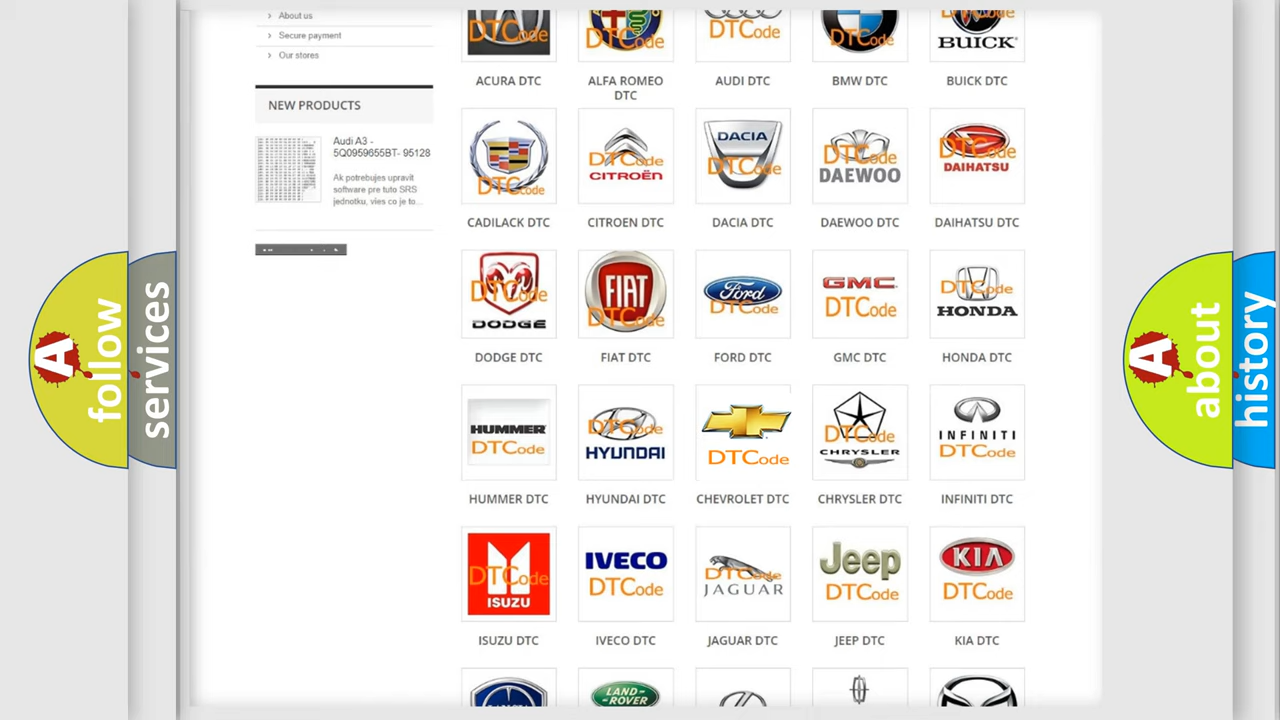 About us
Secure payment
Our stores
NEW PRODUCTS
Audi A3 -
5Q0959655BT- 95128
Ak potrebujes upravit
software pre tuto SRS
jednotku, vies co je to...
DTCode
DTCode
DTCode
DTCode
BUICK
ACURA DTC
ALFA ROMEO
DTC
AUDI DTC
BMW DTC
BUICK DTC
DTCode
DTCode
CITROËN
DACIA
DTCode
DTCode
DAEWOO
DTCode
DAIHATSU
CADILACK DTC
CITROEN DTC
DACIA DTC
DAEWOO DTC
DAIHATSU DTC
DTCode
DODGE
FIAT
DTCode
Ford
DTCode
GMC
DTCode
DTCode
HONDA
DODGE DTC
FIAT DTC
FORD DTC
GMC DTC
HONDA DTC
HUMMER
DTCode
DTCode
HYUNDAI
DTCode
DTCode
CHRYSLER
INFINITI
DTCode
HUMMER DTC
HYUNDAI DTC
CHEVROLET DTC
CHRYSLER DTC
INFINITI DTC
DTCode
ISUZU
IVECO
DTCode
DTCode
JAGUAR
Jeep
DTCode
KIA
DTCode
ISUZU DTC
IVECO DTC
JAGUAR DTC
JEEP DTC
KIA DTC
LAND-
ROVER
A
follow
services
A
about
history